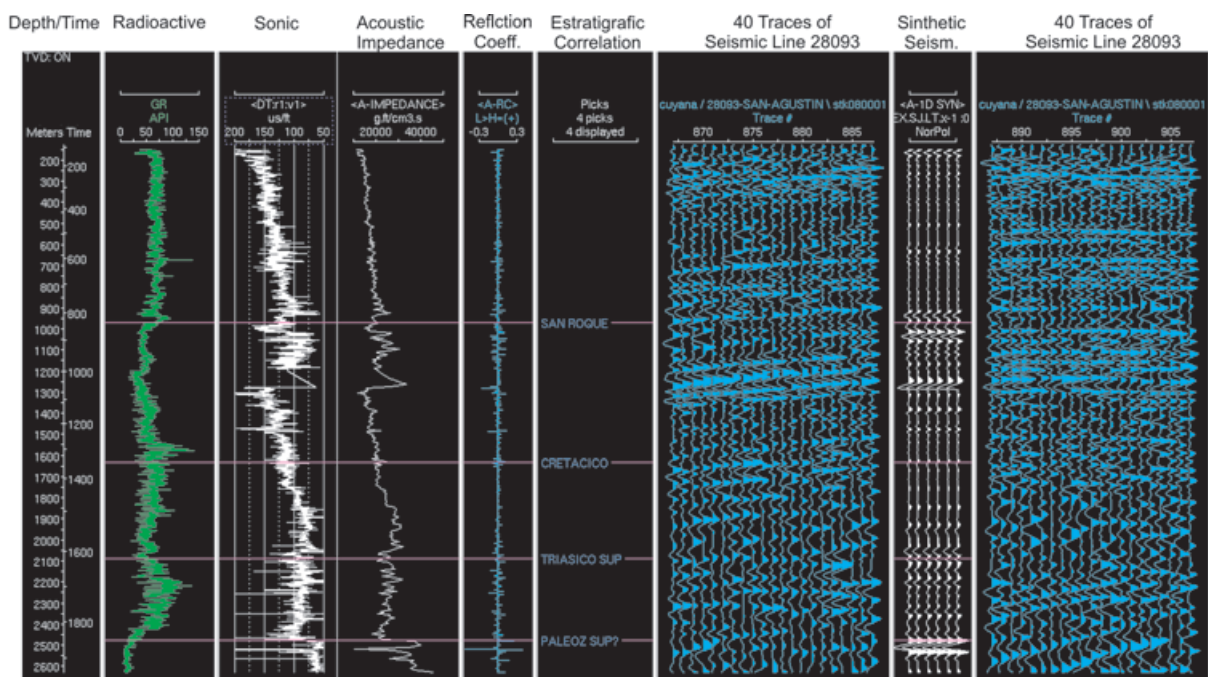 Depth/Time
Radioactive
Sonic
Acoustic
Impedance
Reflction
Coeff.
Estratigrafic
Correlation
40 Traces of
Seismic Line 28093
Sinthetic
Seism.
40 Traces of
Seismic Line 28093
TVD: ON
Meters Time
GR
API
0 50 100 150
<DT:r1:v1>
us/ft
200 150 100 50
<A-IMPEDANCE>
g.ft/cm3.s
20000 40000
<A-RC>
L>H=(+)
-0.3 0.3
Picks
4 picks
4 displayed
cuyana / 28093-SAN-AGUSTIN \ stk080001
Trace #
870 875 880 885
<A-1D SYN>
EX.S.J.LT:x-1 :0
NorPol
cuyana / 28093-SAN-AGUSTIN \ stk080001
Trace #
890 895 900 905
200
300
400
500
600
700
900
1000
1100
1200
1300
1400
1500
1600
1700
1800
1900
2000
2100
2200
2300
2400
2500
2600
200
400
600
800
1000
1200
1400
1600
1800
SAN ROQUE
CRETACICO
TRIASICO SUP
PALEOZ SUP?